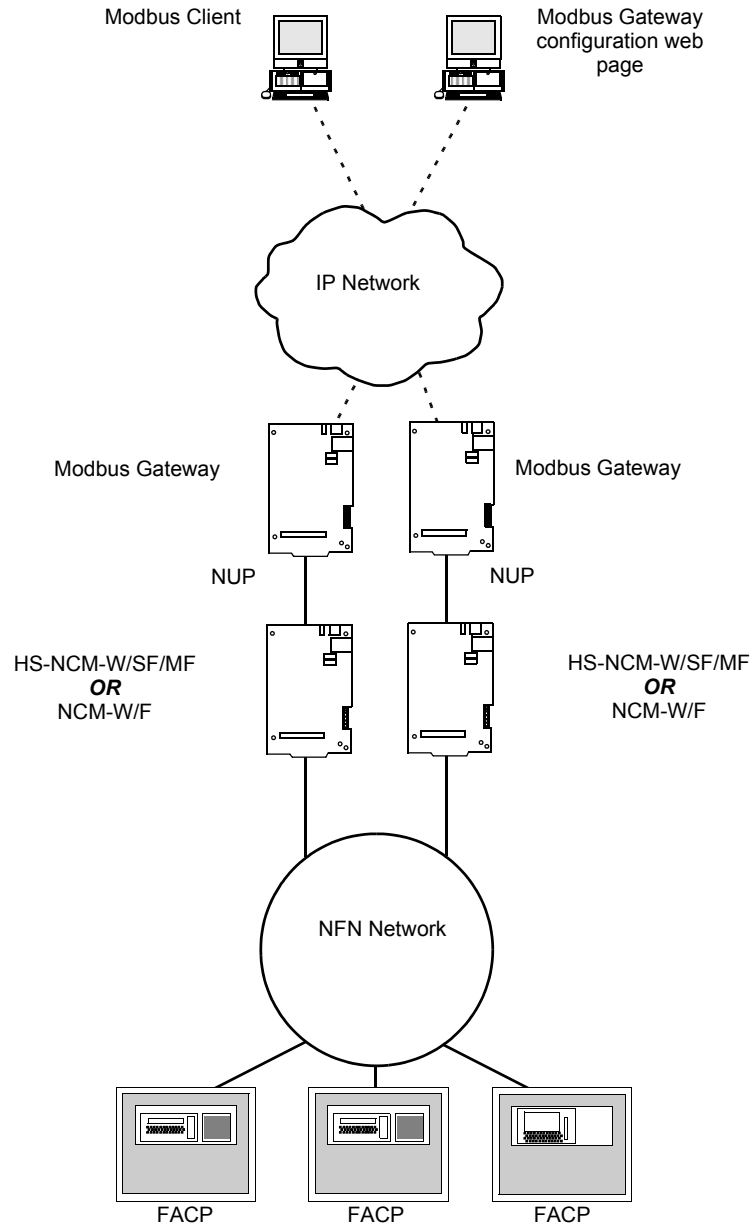 Modbus Client
Modbus Gateway
configuration web
page
IP Network
Modbus Gateway
Modbus Gateway
NUP
NUP
HS-NCM-W/SF/MF
OR
NCM-W/F
HS-NCM-W/SF/MF
OR
NCM-W/F
NFN Network
FACP
FACP
FACP